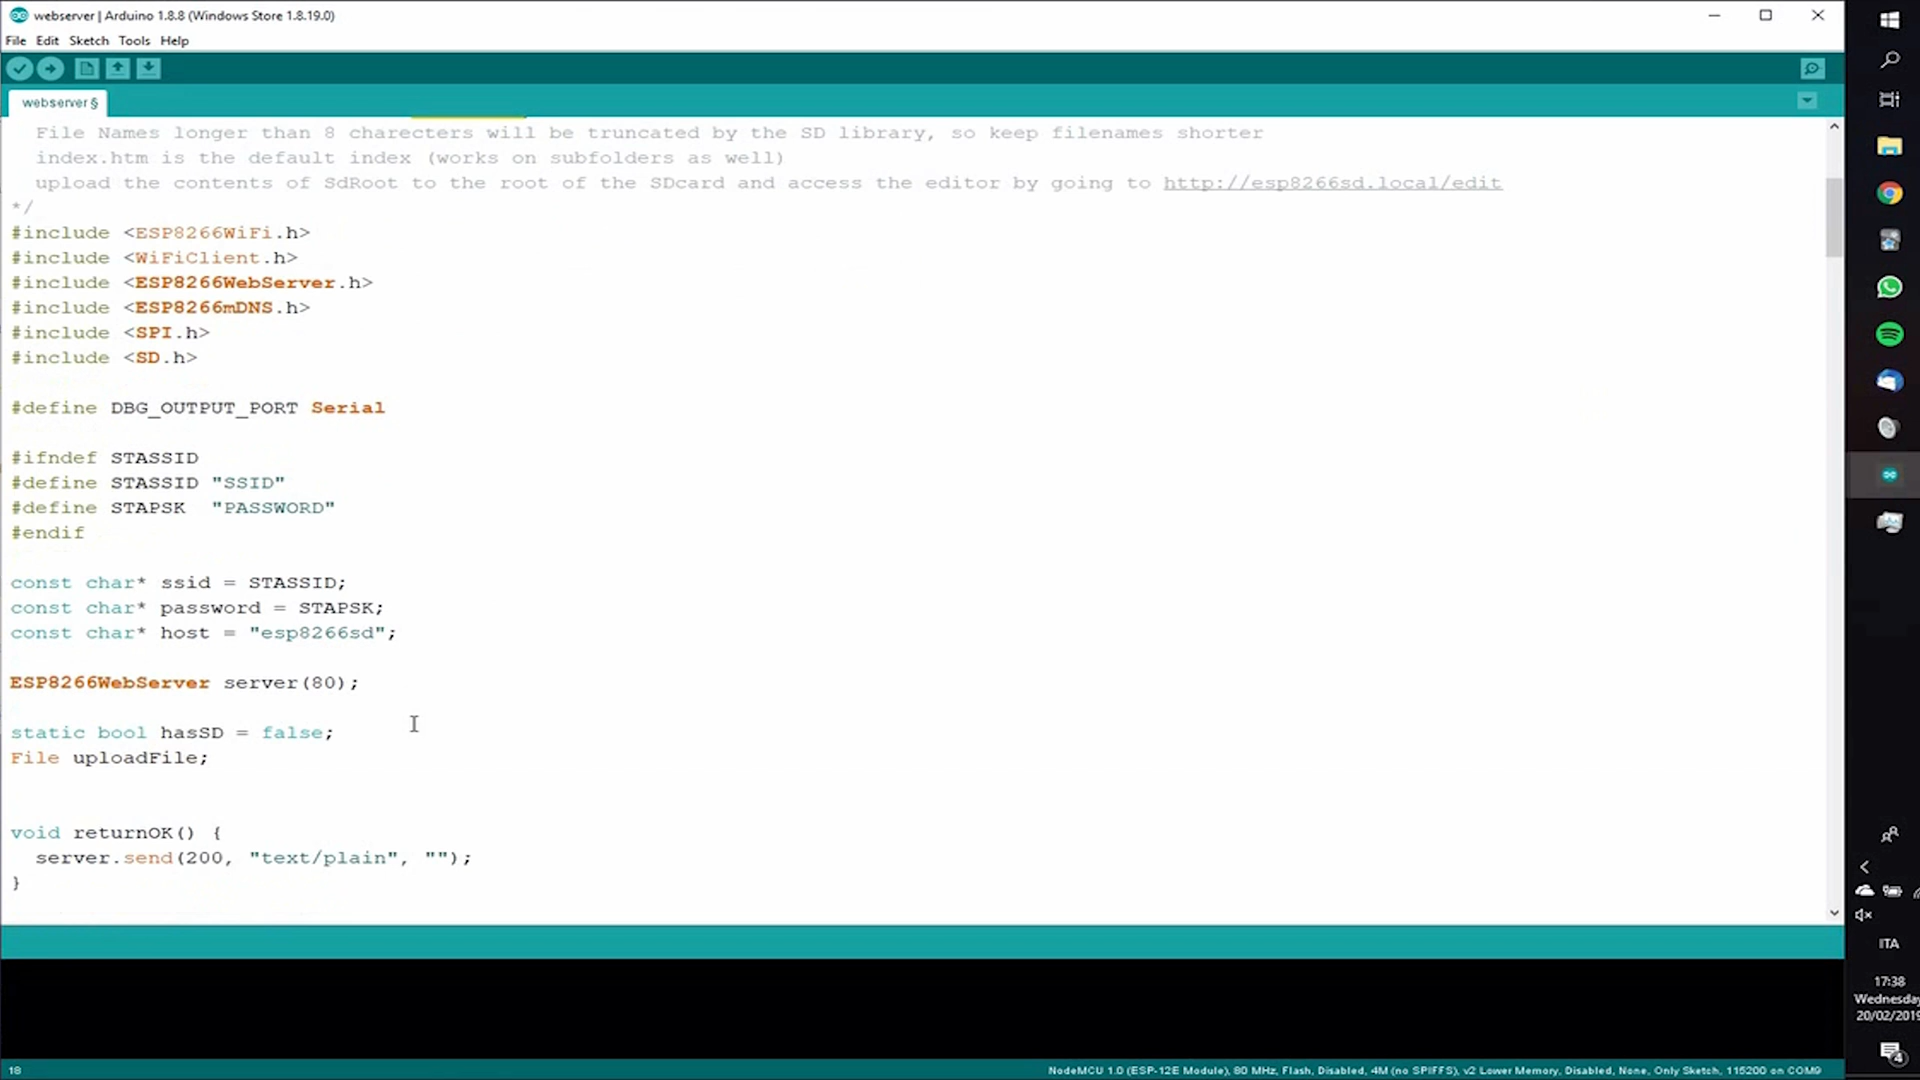 webserver | Arduino 1.8.8 (Windows Store 1.8.19.0)
File Edit Sketch Tools Help
webserver §
File Names longer than 8 charecters will be truncated by the SD library, so keep filenames shorter
index.htm is the default index (works on subfolders as well)
upload the contents of SdRoot to the root of the SDcard and access the editor by going to http://esp8266sd.local/edit
*/
#include <ESP8266WiFi.h>
#include <WiFiClient.h>
#include <ESP8266WebServer.h>
#include <ESP8266mDNS.h>
#include <SPI.h>
#include <SD.h>
#define DBG_OUTPUT_PORT Serial
#ifndef STASSID
#define STASSID "SSID"
#define STAPSK  "PASSWORD"
#endif
const char* ssid = STASSID;
const char* password = STAPSK;
const char* host = "esp8266sd";
ESP8266WebServer server(80);
static bool hasSD = false;
File uploadFile;
void returnOK() {
server.send(200, "text/plain", "");
}
18
NodeMCU 1.0 (ESP-12E Module), 80 MHz, Flash, Disabled, 4M (no SPIFFS), v2 Lower Memory, Disabled, None, Only Sketch, 115200 on COM9
ITA
17:38
Wednesday
20/02/2019
4